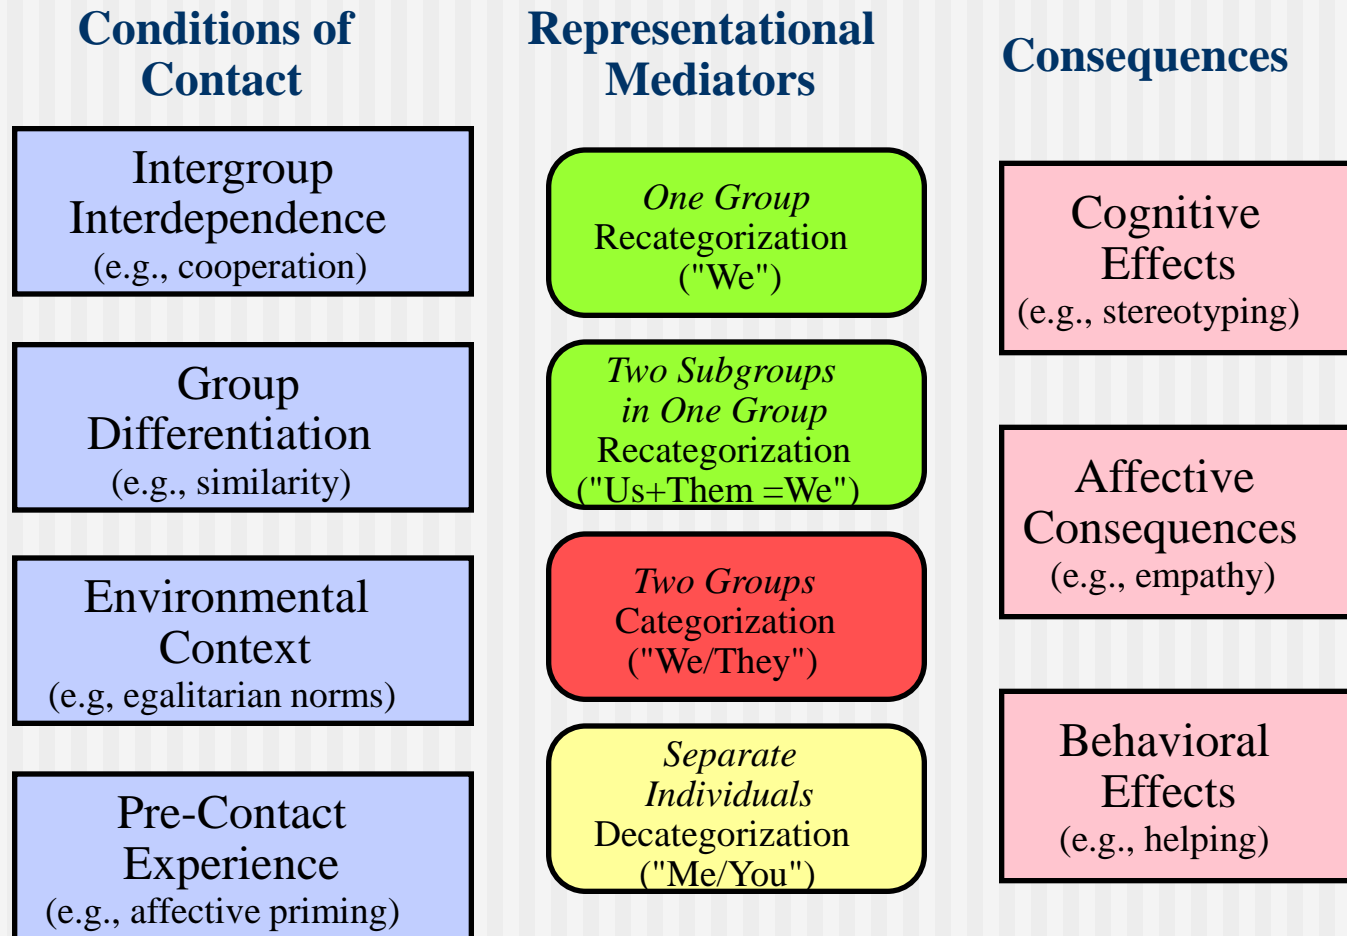 Conditions of
Contact
Intergroup
Interdependence
(e.g., cooperation)
Group
Differentiation
(e.g., similarity)
Environmental
Context
(e.g, egalitarian norms)
Pre-Contact
Experience
(e.g., affective priming)
Representational
Mediators
One Group
Recategorization
("We")
Two Subgroups
in One Group
Recategorization
("Us+Them =We")
Two Groups
Categorization
("We/They")
Separate
Individuals
Decategorization
("Me/You")
Consequences
Cognitive
Effects
(e.g., stereotyping)
Affective
Consequences
(e.g., empathy)
Behavioral
Effects
(e.g., helping)